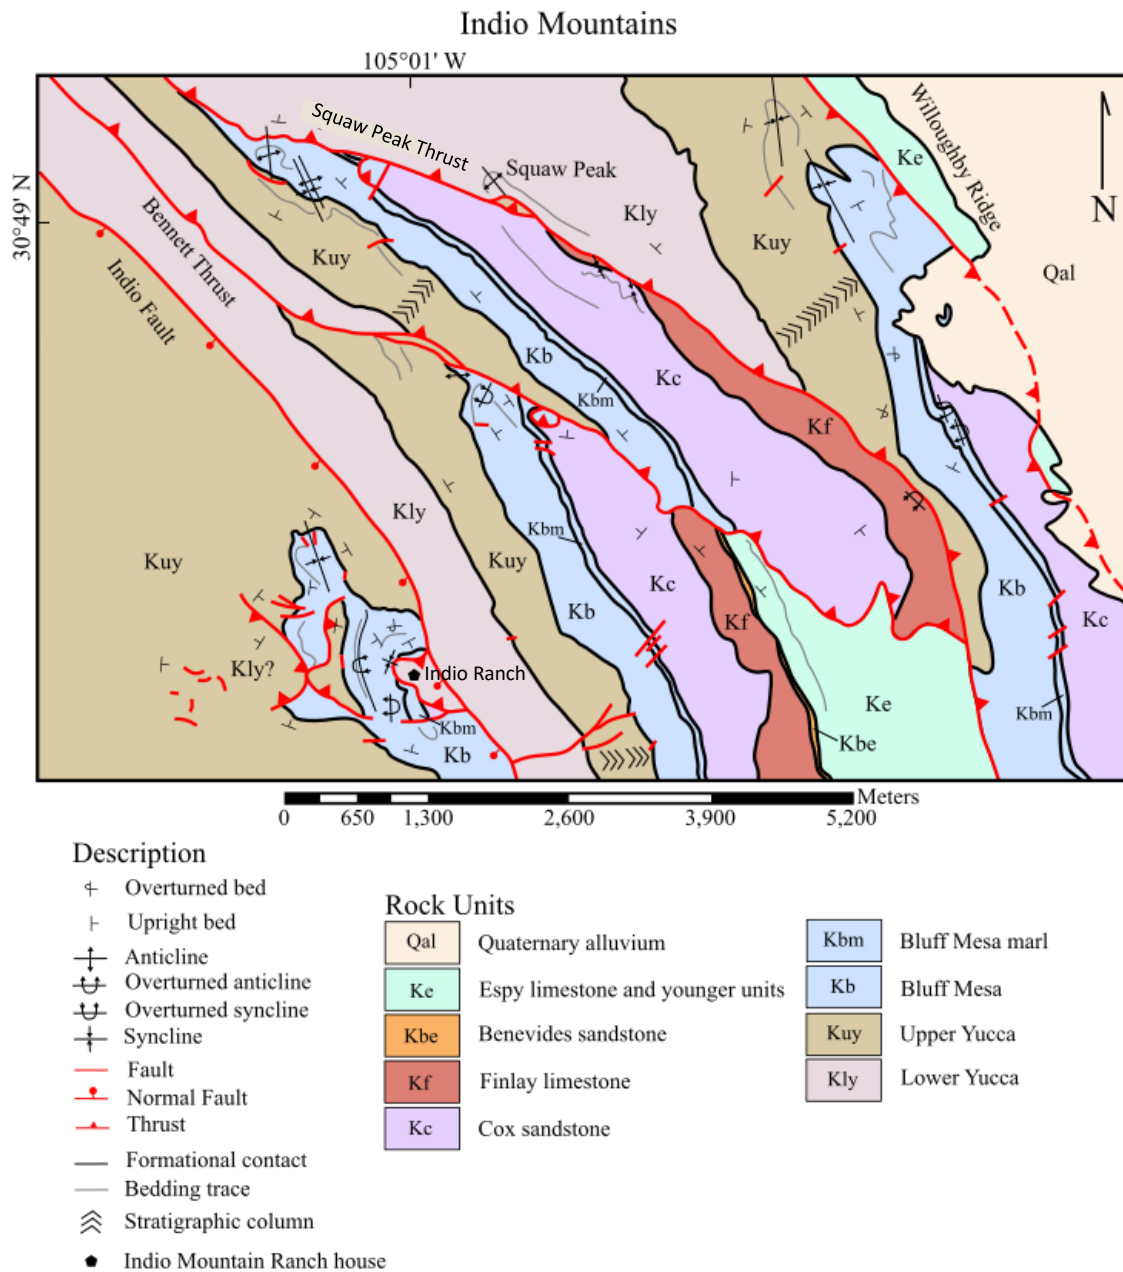 Indio Mountains
105°01' W
30°49' N
Squaw Peak Thrust
Squaw Peak
Willoughby Ridge
Ke
N
Bennett Thrust
Kly
Kuy
Kuy
Qal
Indio Fault
Kb
Kbm
Kc
Kf
Kly
Kuy
Kbm
Kuy
Kc
Kb
Kf
Kb
Kc
Kly?
Indio Ranch
Ke
Kbm
Kbm
Kb
Kbe
Meters
0 650 1,300 2,600 3,900 5,200
Description
Overturned bed
Upright bed
Anticline
Overturned anticline
Overturned syncline
Syncline
Fault
Normal Fault
Thrust
Formational contact
Bedding trace
Stratigraphic column
Indio Mountain Ranch house
Rock Units
Qal Quaternary alluvium
Ke Espy limestone and younger units
Kbe Benevides sandstone
Kf Finlay limestone
Kc Cox sandstone
Kbm Bluff Mesa marl
Kb Bluff Mesa
Kuy Upper Yucca
Kly Lower Yucca